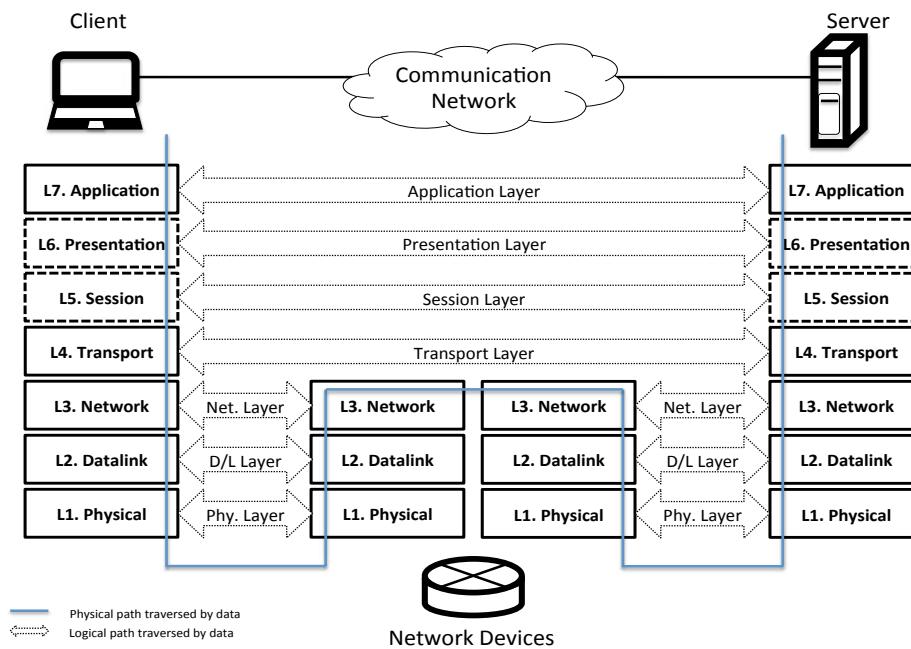 Client
Server
Communication
Network
L7. Application
Application Layer
L7. Application
L6. Presentation
Presentation Layer
L6. Presentation
L5. Session
Session Layer
L5. Session
L4. Transport
Transport Layer
L4. Transport
L3. Network
Net. Layer
L3. Network
L3. Network
Net. Layer
L3. Network
L2. Datalink
D/L Layer
L2. Datalink
L2. Datalink
D/L Layer
L2. Datalink
L1. Physical
Phy. Layer
L1. Physical
L1. Physical
Phy. Layer
L1. Physical
Physical path traversed by data
Logical path traversed by data
Network Devices